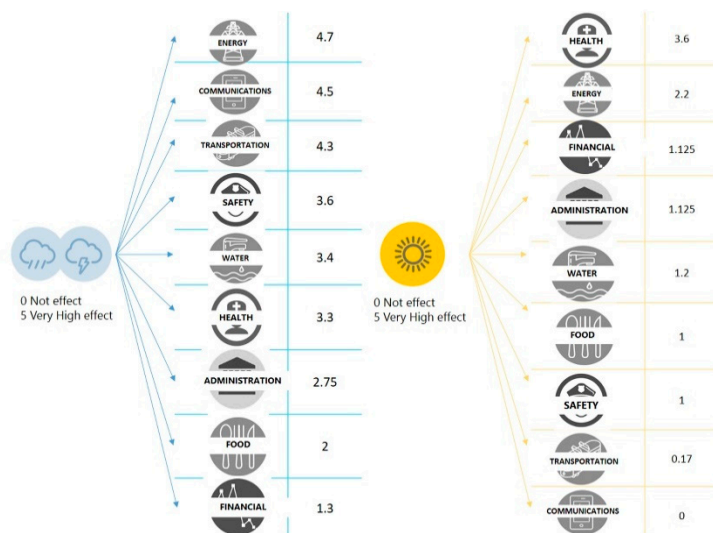 ENERGY 4.7
COMMUNICATIONS 4.5
TRANSPORTATION 4.3
SAFETY 3.6
WATER 3.4
HEALTH 3.3
ADMINISTRATION 2.75
FOOD 2
FINANCIAL 1.3
0 Not effect
5 Very High effect
HEALTH 3.6
ENERGY 2.2
FINANCIAL 1.125
ADMINISTRATION 1.125
WATER 1.2
FOOD 1
SAFETY 1
TRANSPORTATION 0.17
COMMUNICATIONS 0
0 Not effect
5 Very High effect